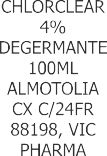 CHLORCLEAR
4%
DEGERMANTE
100ML
ALMOTOLIA
CX C/24FR
88198, VIC
PHARMA